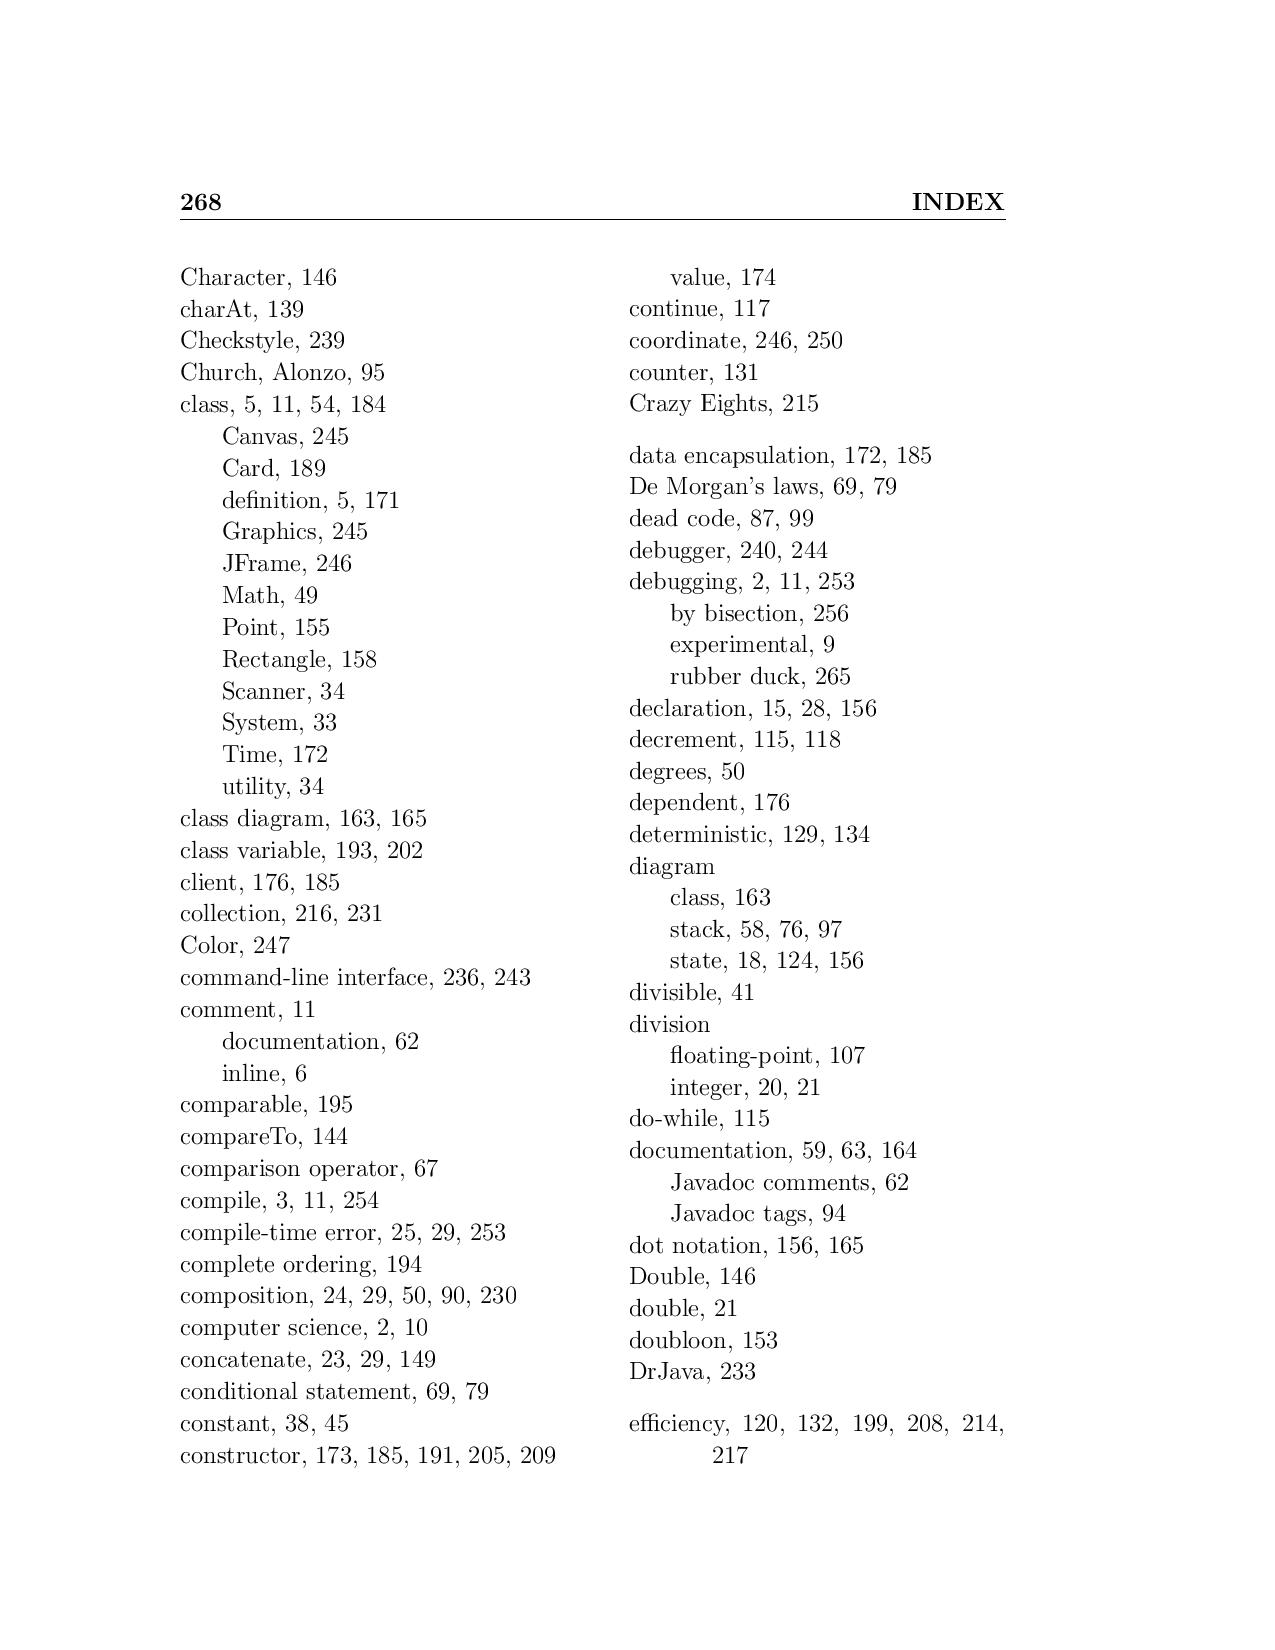 268 INDEX
Character, 146
charAt, 139
Checkstyle, 239
Church, Alonzo, 95
class, 5, 11, 54, 184
Canvas, 245
Card, 189
definition, 5, 171
Graphics, 245
JFrame, 246
Math, 49
Point, 155
Rectangle, 158
Scanner, 34
System, 33
Time, 172
utility, 34
class diagram, 163, 165
class variable, 193, 202
client, 176, 185
collection, 216, 231
Color, 247
command-line interface, 236, 243
comment, 11
documentation, 62
inline, 6
comparable, 195
compareTo, 144
comparison operator, 67
compile, 3, 11, 254
compile-time error, 25, 29, 253
complete ordering, 194
composition, 24, 29, 50, 90, 230
computer science, 2, 10
concatenate, 23, 29, 149
conditional statement, 69, 79
constant, 38, 45
constructor, 173, 185, 191, 205, 209
value, 174
continue, 117
coordinate, 246, 250
counter, 131
Crazy Eights, 215
data encapsulation, 172, 185
De Morgan's laws, 69, 79
dead code, 87, 99
debugger, 240, 244
debugging, 2, 11, 253
by bisection, 256
experimental, 9
rubber duck, 265
declaration, 15, 28, 156
decrement, 115, 118
degrees, 50
dependent, 176
deterministic, 129, 134
diagram
class, 163
stack, 58, 76, 97
state, 18, 124, 156
divisible, 41
division
floating-point, 107
integer, 20, 21
do-while, 115
documentation, 59, 63, 164
Javadoc comments, 62
Javadoc tags, 94
dot notation, 156, 165
Double, 146
double, 21
doubloon, 153
DrJava, 233
efficiency, 120, 132, 199, 208, 214,
217